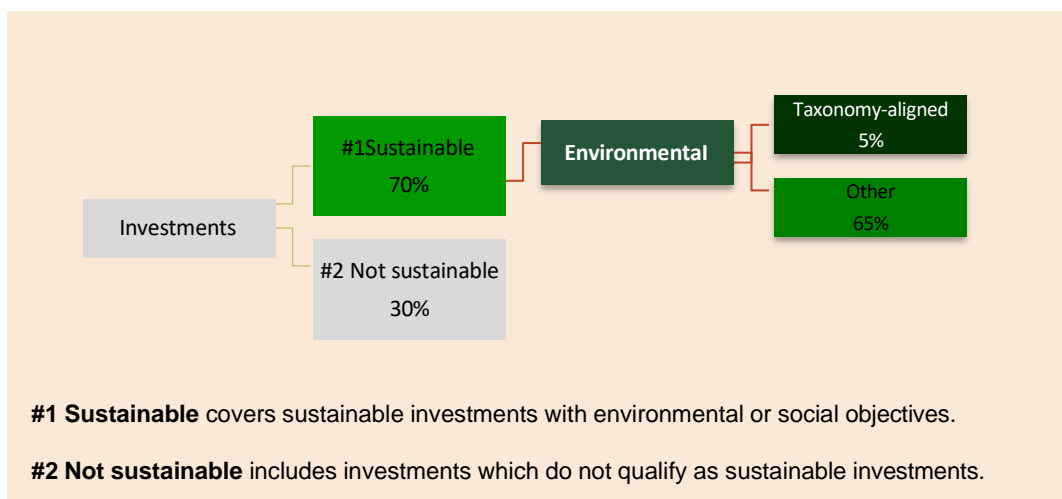 Taxonomy-aligned
5%
#1Sustainable
70%
Environmental
Other
65%
Investments
#2 Not sustainable
30%
#1 Sustainable covers sustainable investments with environmental or social objectives.
#2 Not sustainable includes investments which do not qualify as sustainable investments.